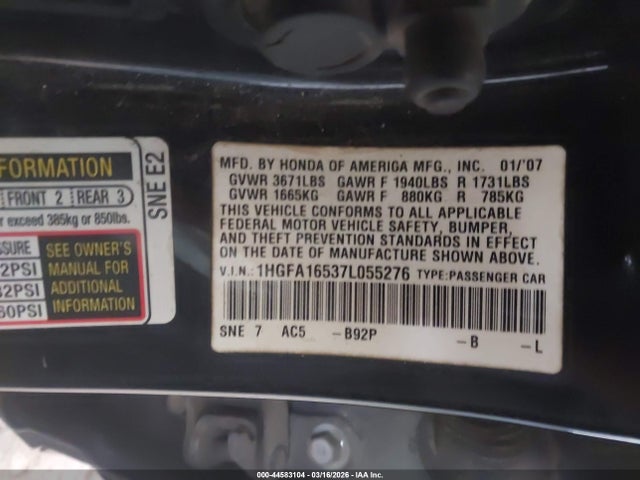 FORMATION
FRONT 2 REAR 3
r exceed 385kg or 850lbs.
SSURE
2PSI
32PSI
60PSI
SEE OWNER'S
MANUAL FOR
ADDITIONAL
INFORMATION
SNE E2
MFD. BY HONDA OF AMERICA MFG., INC. 01/'07
GVWR 3671LBS GAWR F 1940LBS R 1731LBS
GVWR 1665KG GAWR F 880KG R 785KG
THIS VEHICLE CONFORMS TO ALL APPLICABLE
FEDERAL MOTOR VEHICLE SAFETY, BUMPER,
AND THEFT PREVENTION STANDARDS IN EFFECT
ON THE DATE OF MANUFACTURE SHOWN ABOVE.
V.I.N.: 1HGFA16537L055276 TYPE: PASSENGER CAR
SNE 7 AC5 -B92P -B -L
000-44583104 - 03/16/2026 - IAA Inc.